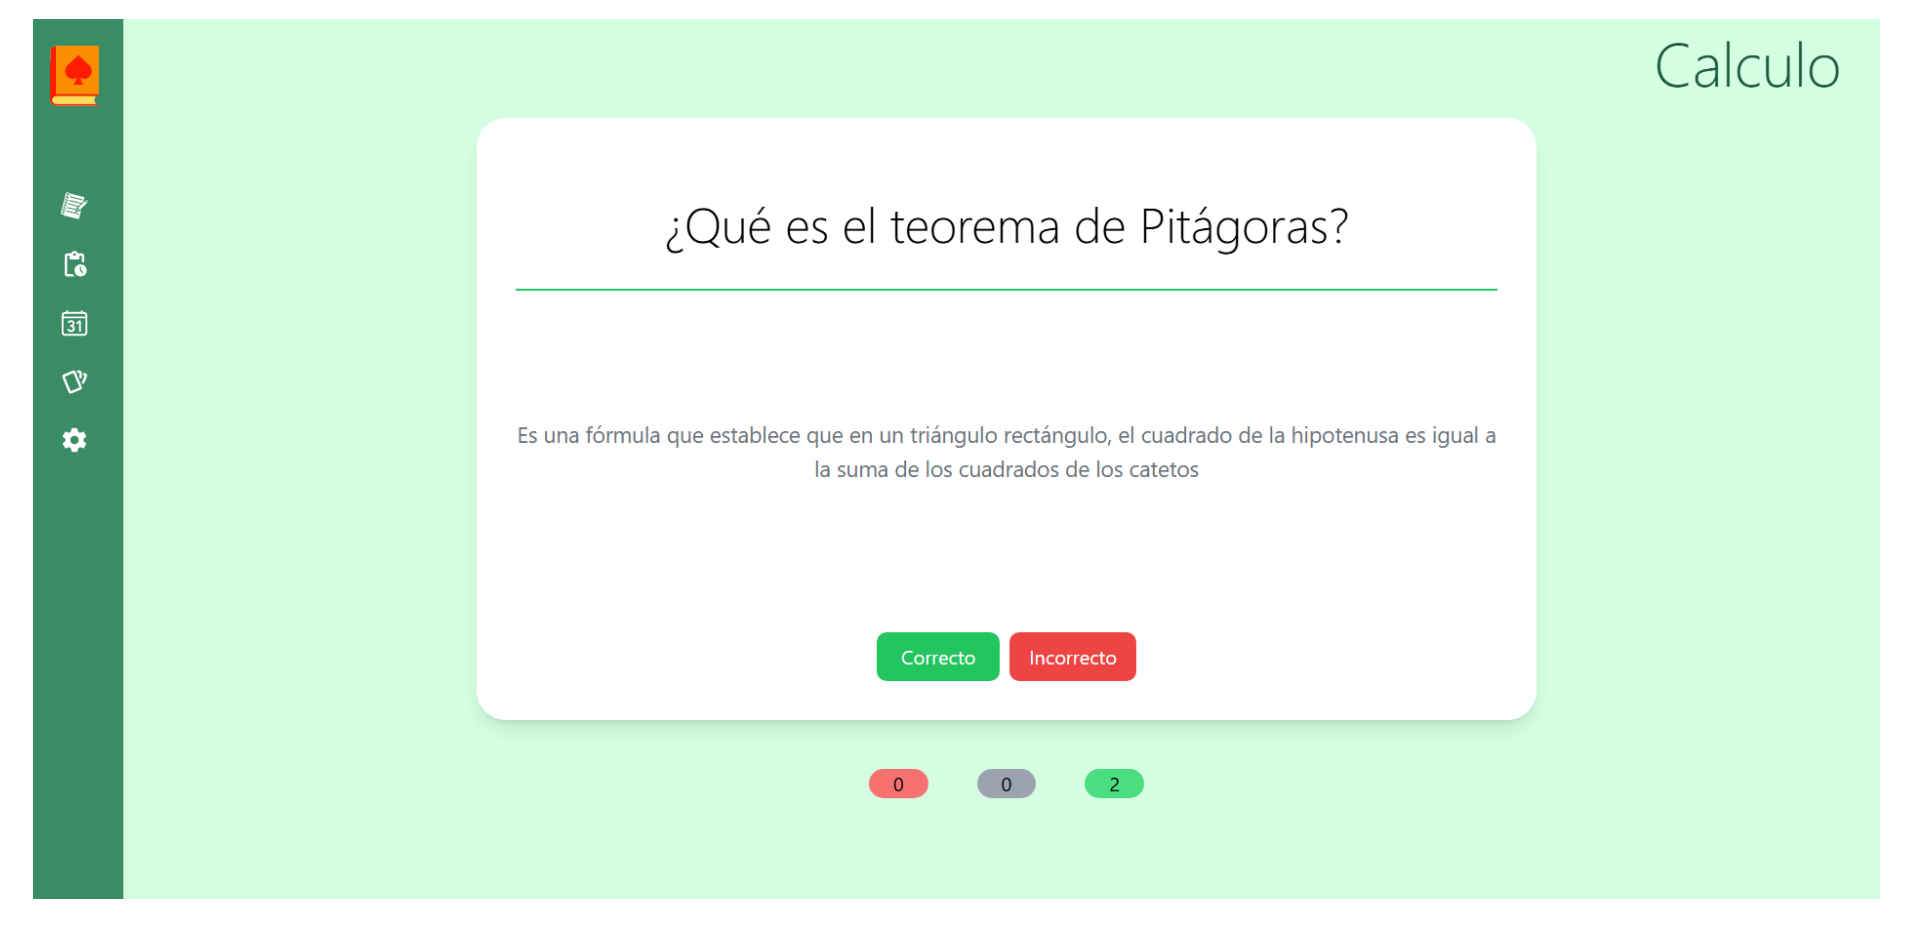 Calculo
¿Qué es el teorema de Pitágoras?
31
Es una fórmula que establece que en un triángulo rectángulo, el cuadrado de la hipotenusa es igual a
la suma de los cuadrados de los catetos
Correcto Incorrecto
0 0 2